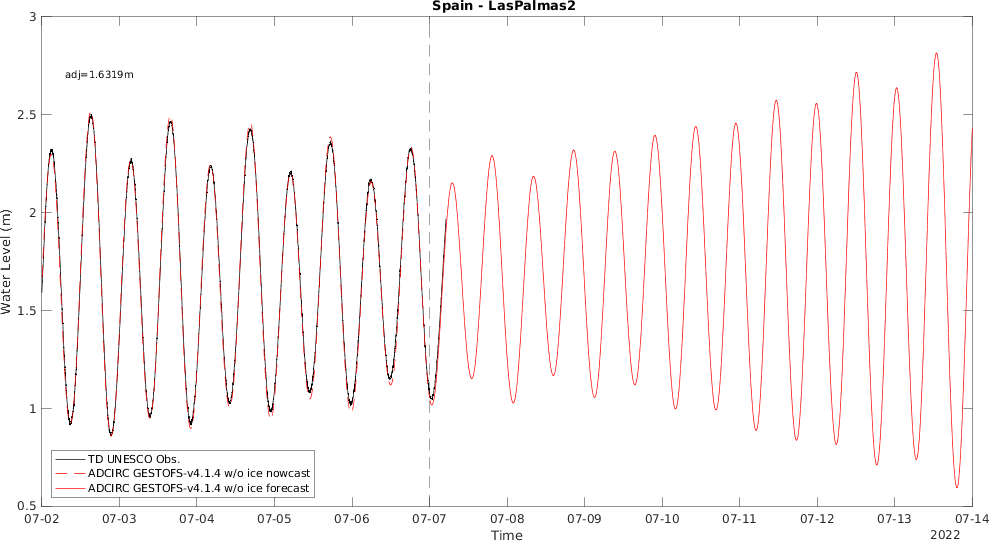 Spain - LasPalmas2
adj=1.6319m
Water Level (m)
3
2.5
2
1.5
1
0.5
TD UNESCO Obs.
ADCIRC GESTOFS-v4.1.4 w/o ice nowcast
ADCIRC GESTOFS-v4.1.4 w/o ice forecast
07-02 07-03 07-04 07-05 07-06 07-07 07-08 07-09 07-10 07-11 07-12 07-13 07-14
Time
2022